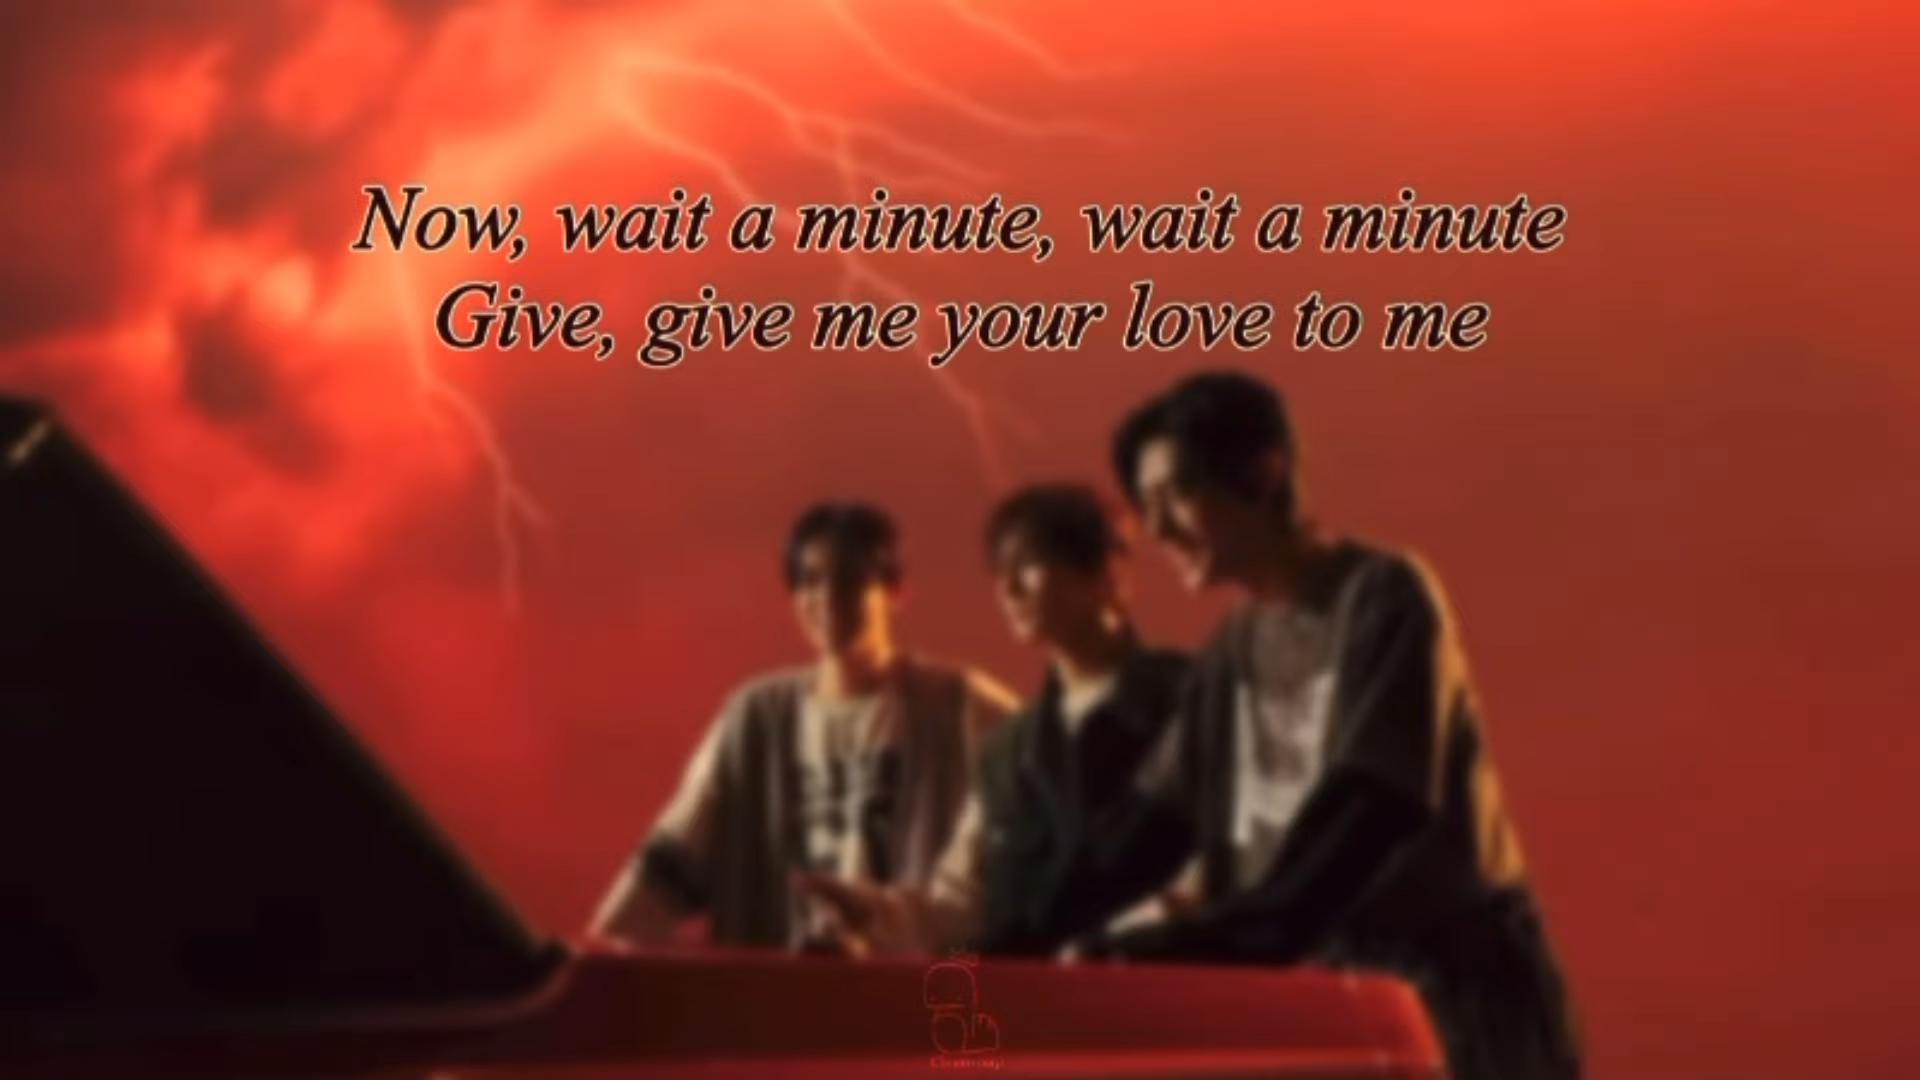 Now, wait a minute, wait a minute
Give, give me your love to me